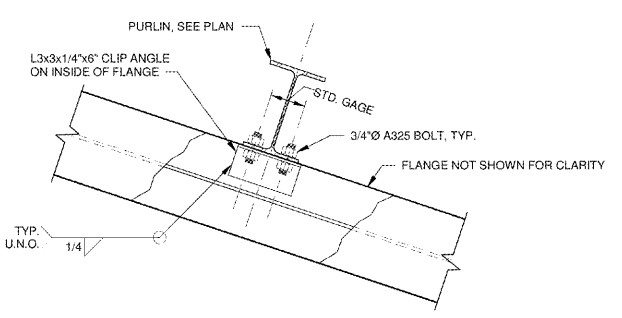 PURLIN, SEE PLAN
L3x3x1/4"x6" CLIP ANGLE
ON INSIDE OF FLANGE
STD. GAGE
3/4"Ø A325 BOLT, TYP.
FLANGE NOT SHOWN FOR CLARITY
TYP.
U.N.O.
1/4